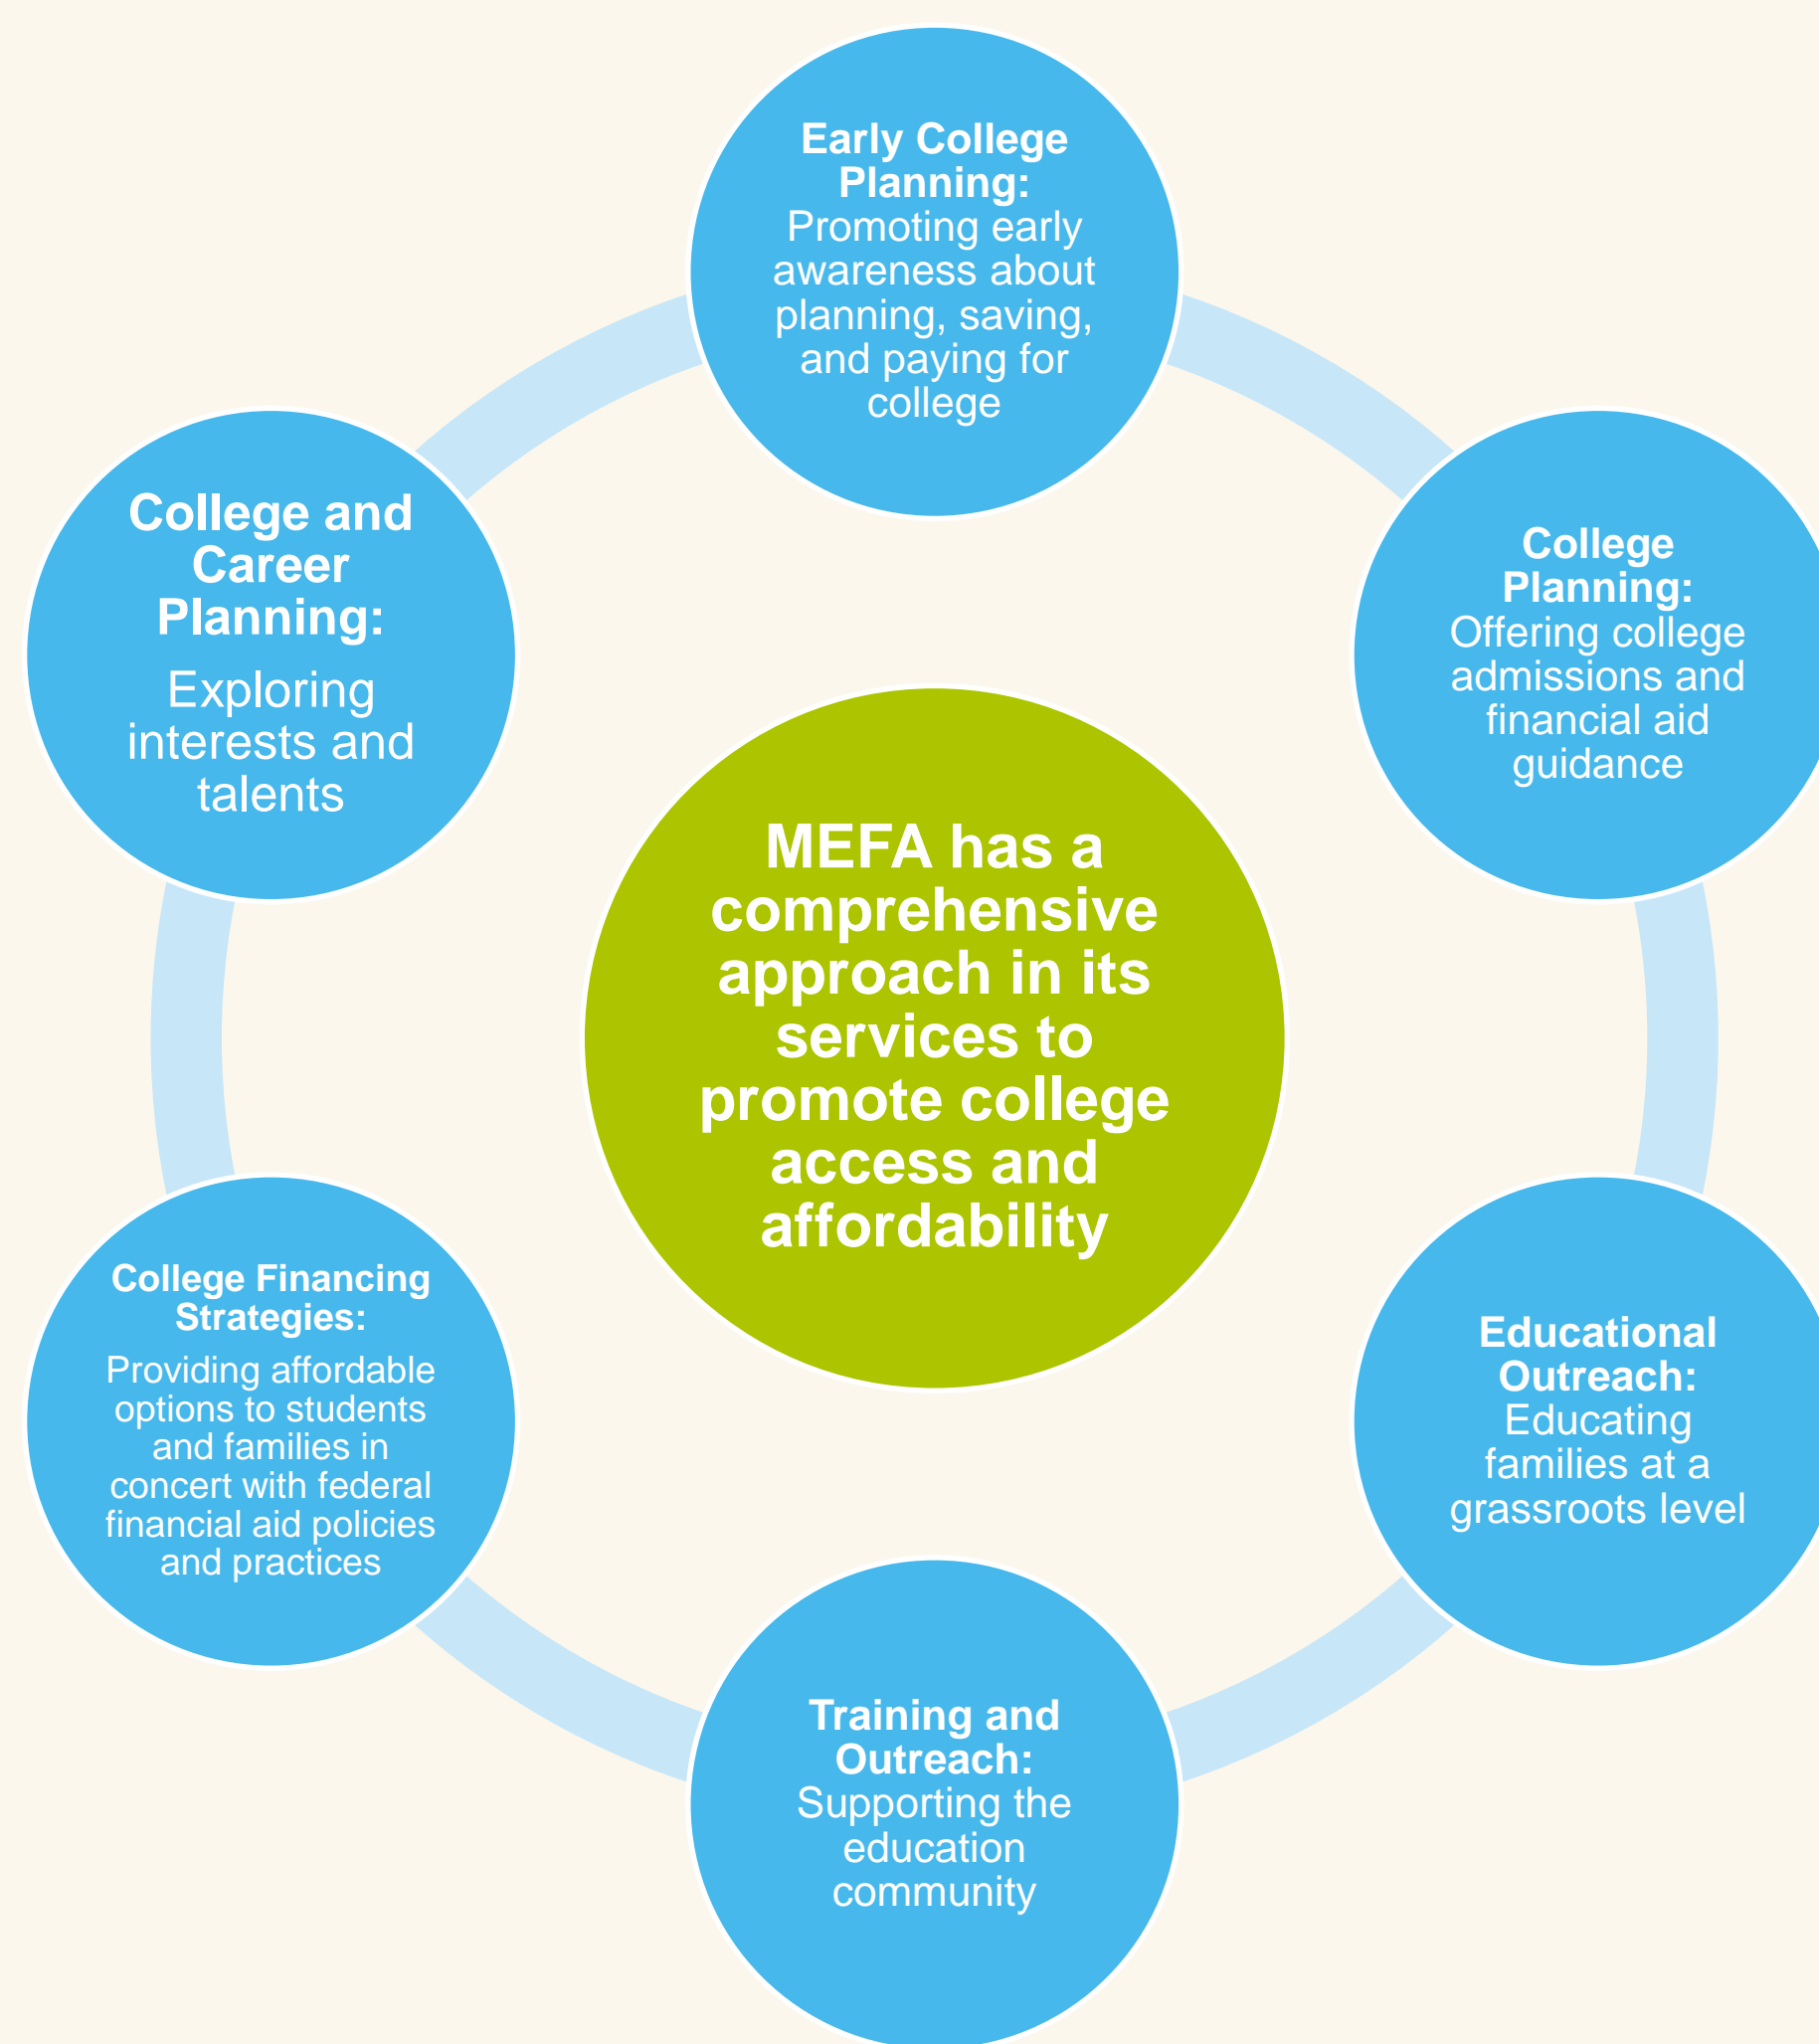 Early College
Planning:
Promoting early
awareness about
planning, saving,
and paying for
college
College
Planning:
Offering college
admissions and
financial aid
guidance
Educational
Outreach:
Educating
families at a
grassroots level
Training and
Outreach:
Supporting the
education
community
College Financing
Strategies:
Providing affordable
options to students
and families in
concert with federal
financial aid policies
and practices
College and
Career
Planning:
Exploring
interests and
talents
MEFA has a
comprehensive
approach in its
services to
promote college
access and
affordability